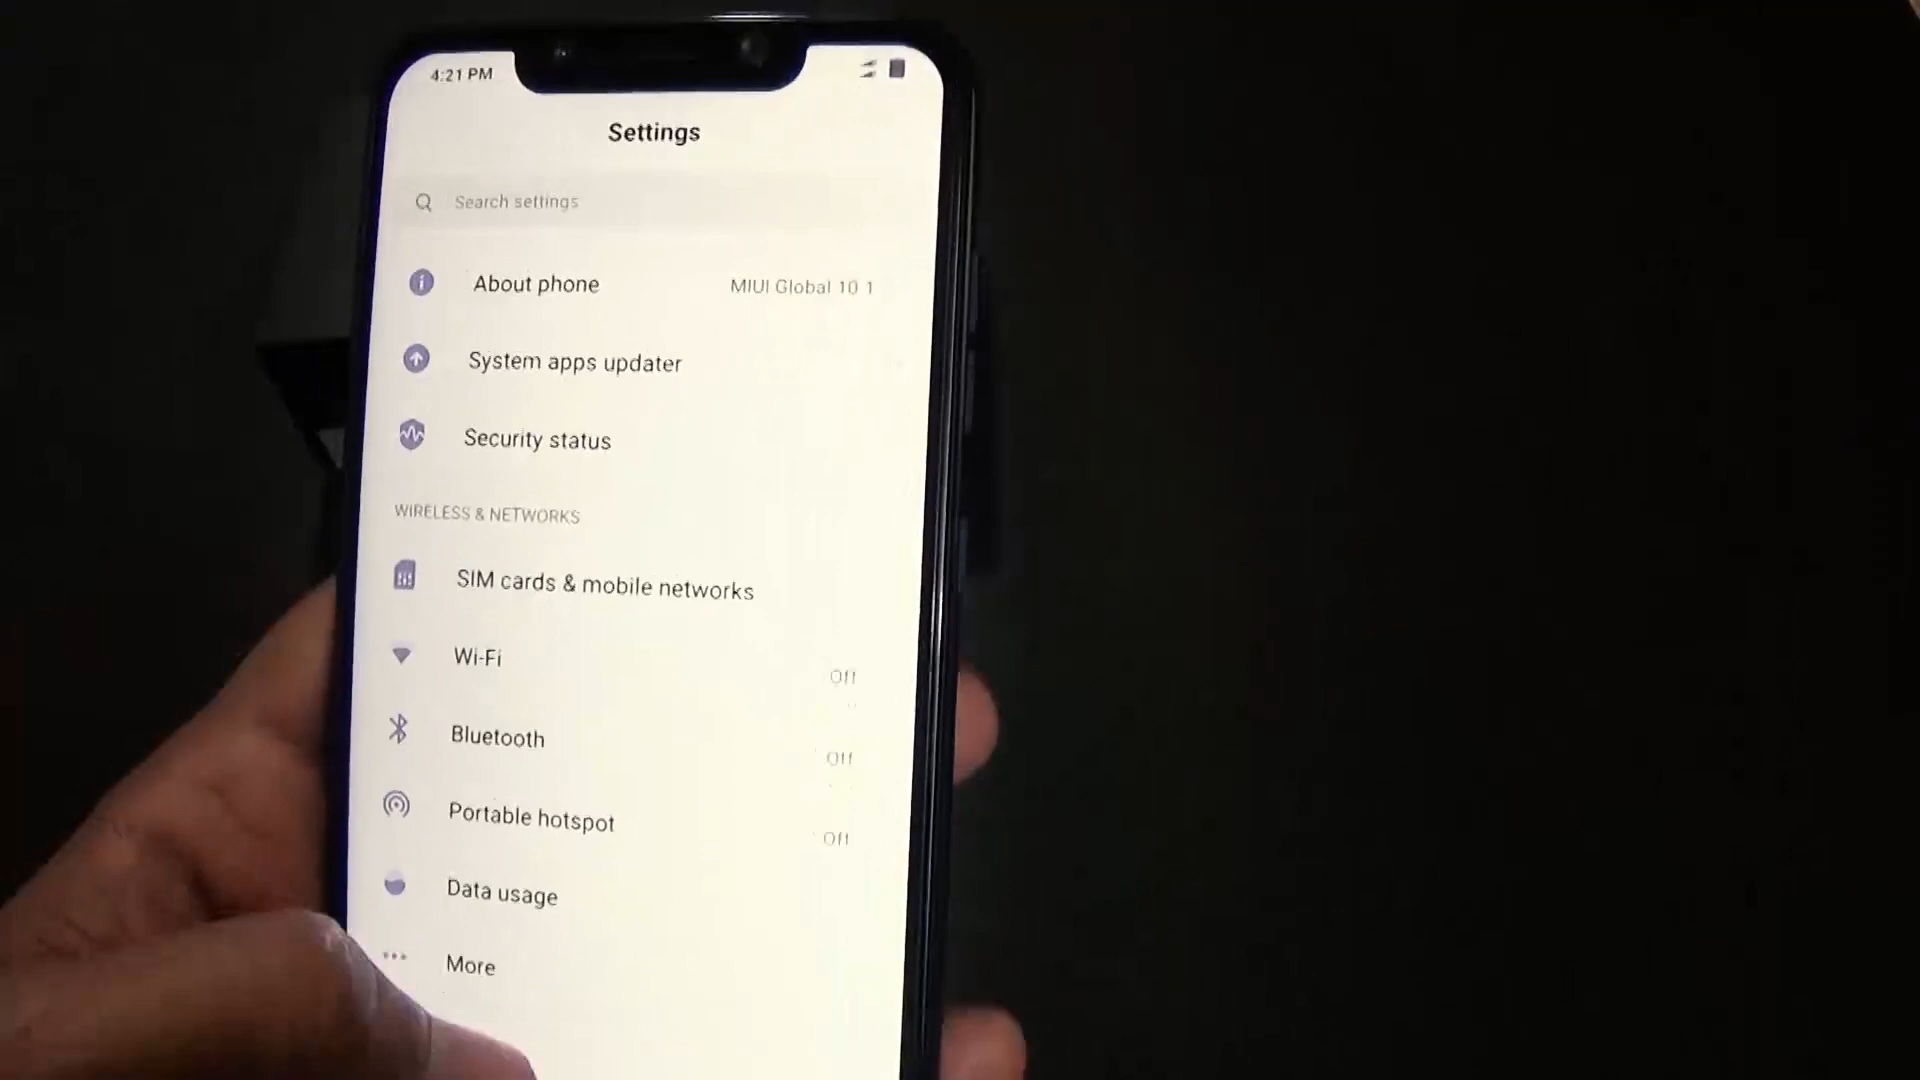 4:21 PM
Settings
Search settings
About phone MIUI Global 10 1
System apps updater
Security status
WIRELESS & NETWORKS
SIM cards & mobile networks
Wi-Fi Off
Bluetooth Off
Portable hotspot Off
Data usage
More